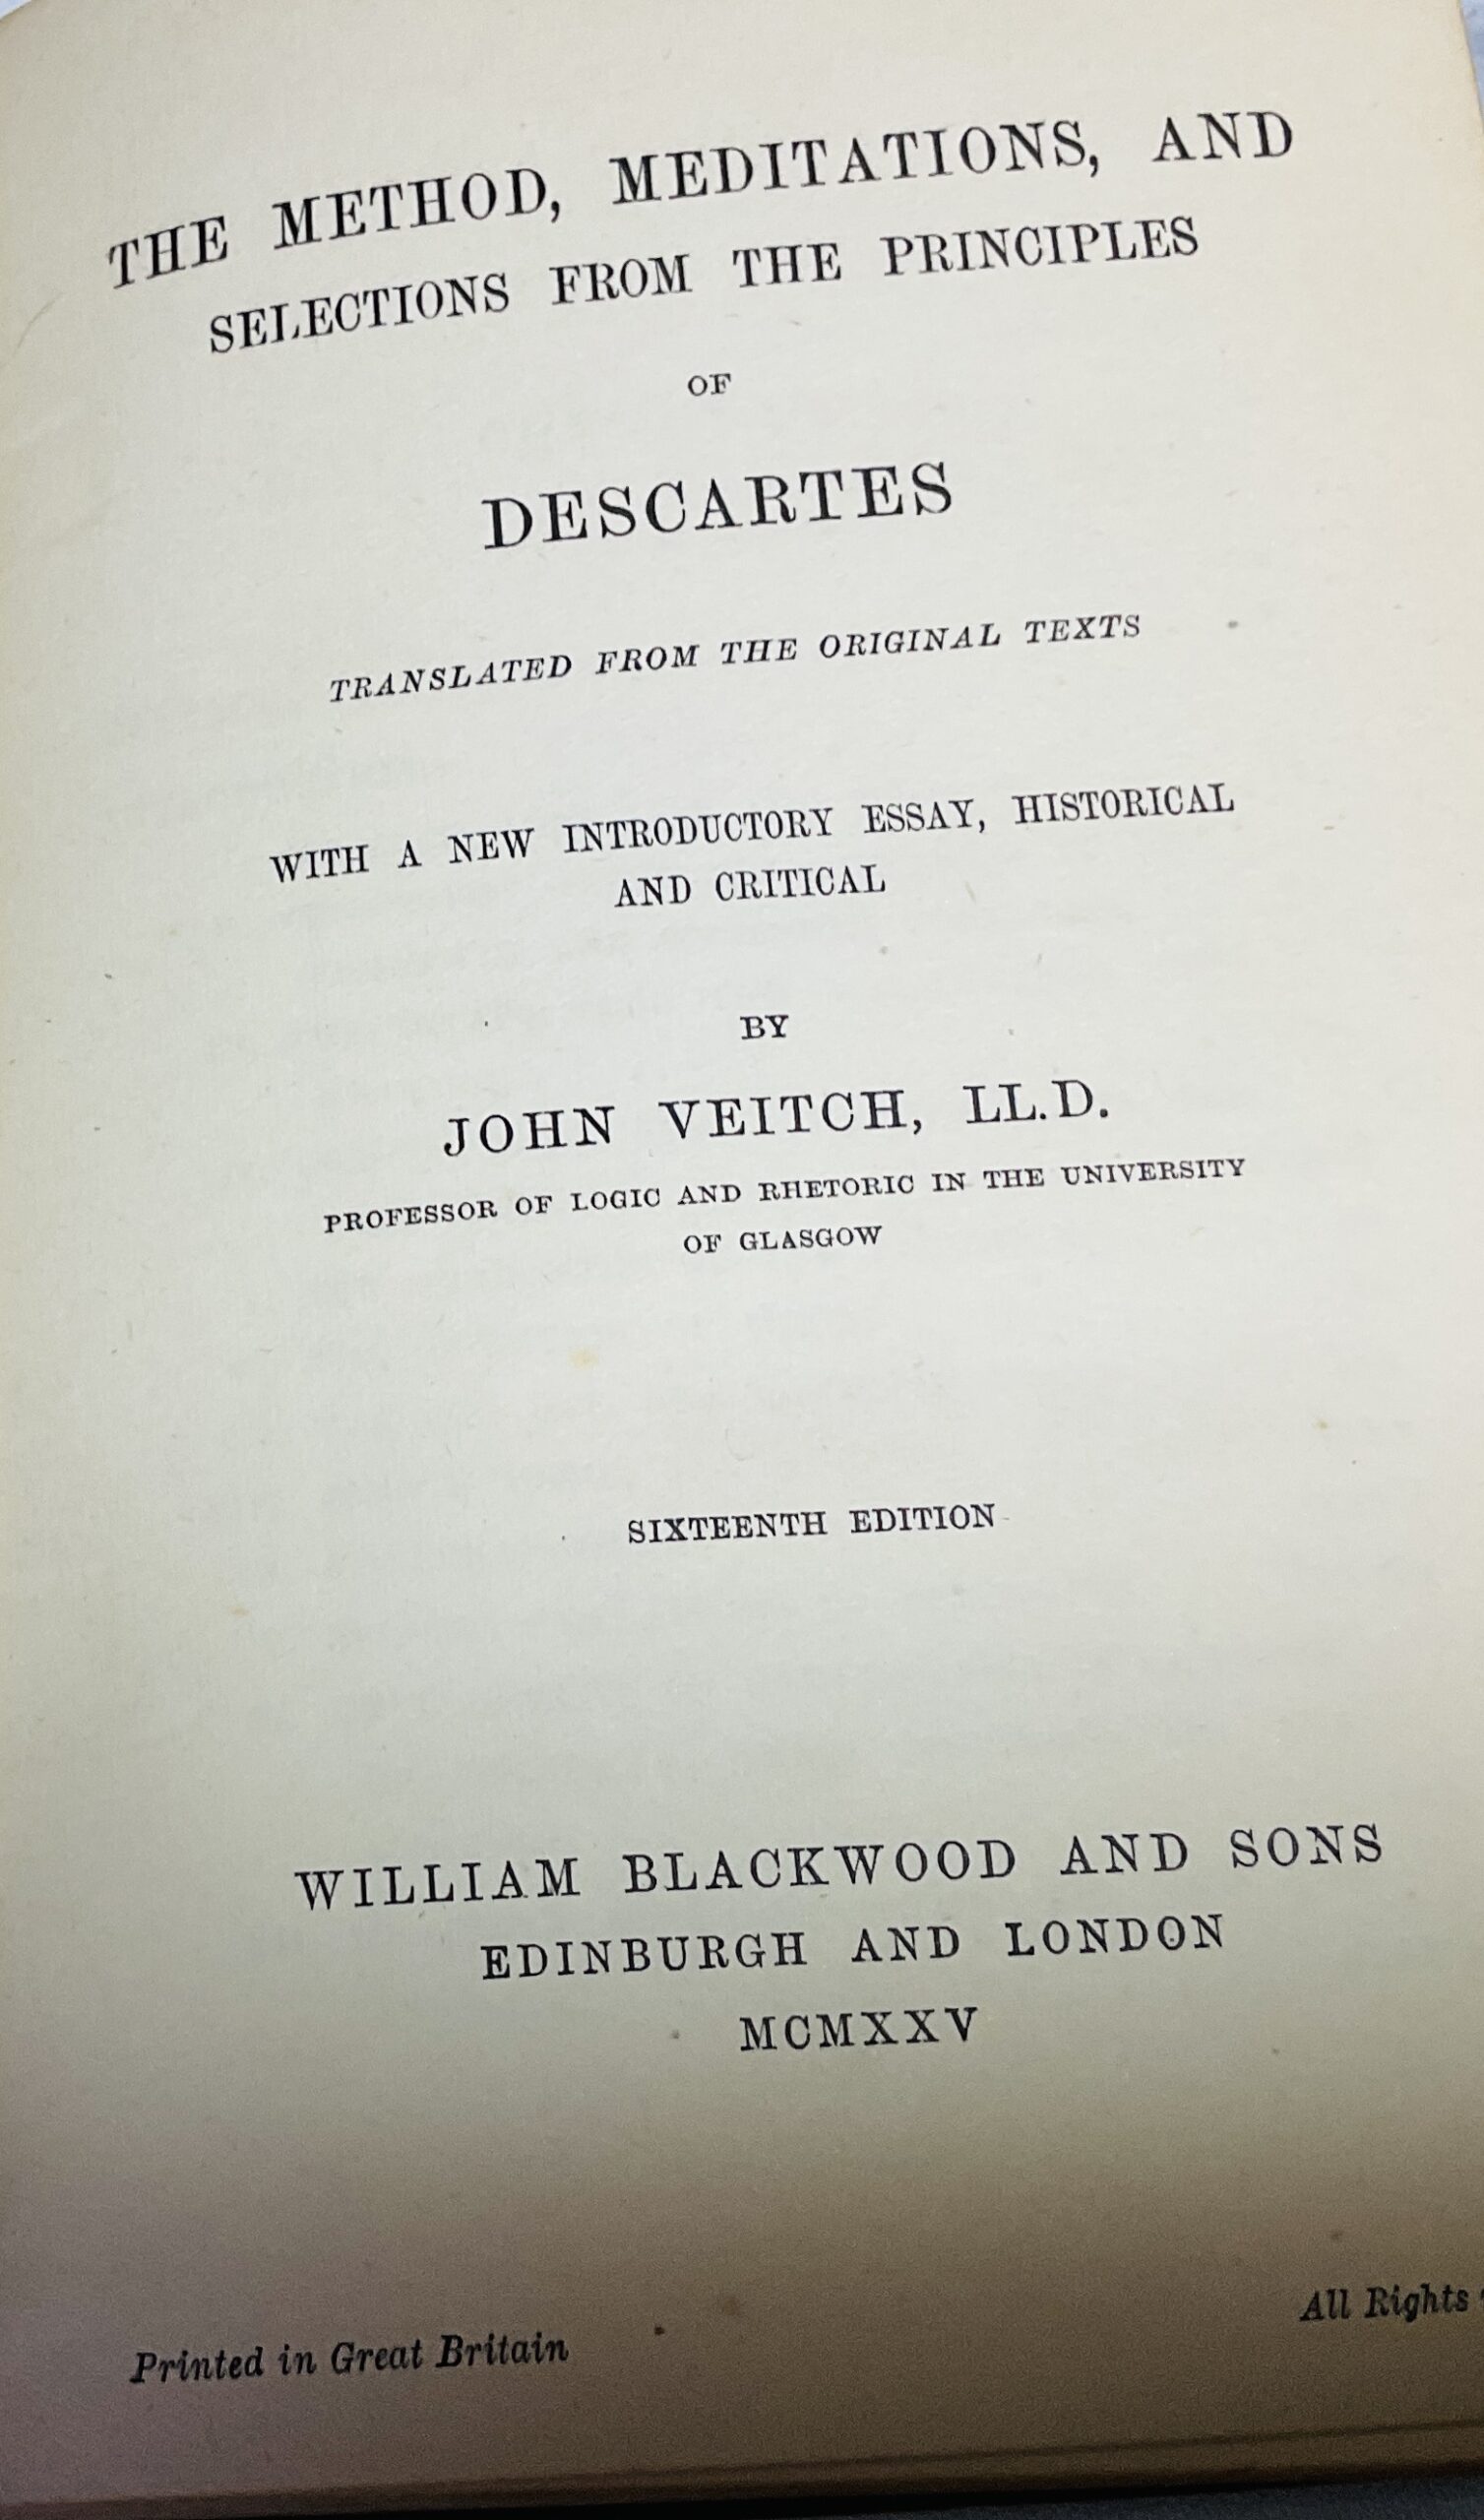 THE METHOD, MEDITATIONS, AND
SELECTIONS FROM THE PRINCIPLES
OF
DESCARTES
TRANSLATED FROM THE ORIGINAL TEXTS
WITH A NEW INTRODUCTORY ESSAY, HISTORICAL
AND CRITICAL
BY
JOHN VEITCH, LL.D.
PROFESSOR OF LOGIC AND RHETORIC IN THE UNIVERSITY
OF GLASGOW
SIXTEENTH EDITION
WILLIAM BLACKWOOD AND SONS
EDINBURGH AND LONDON
MCMXXV
Printed in Great Britain
All Rights